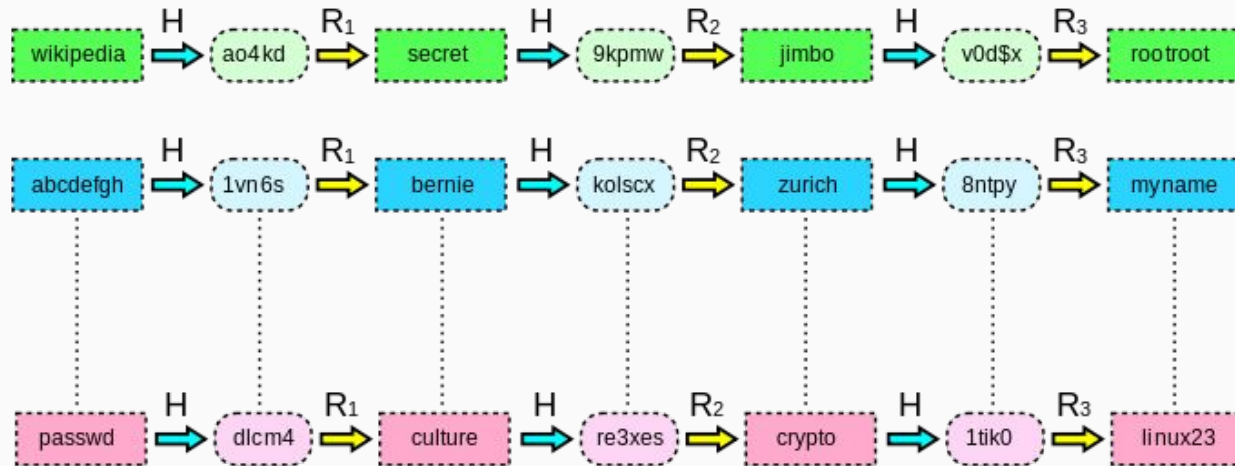 H R1 H R2 H R3
wikipedia ao4kd secret 9kpmw jimbo v0d$x rootroot
H R1 H R2 H R3
abcdefgh 1vn6s bernie kolscx zurich 8ntpy myname
H R1 H R2 H R3
passwd dlcm4 culture re3xes crypto 1tik0 linux23